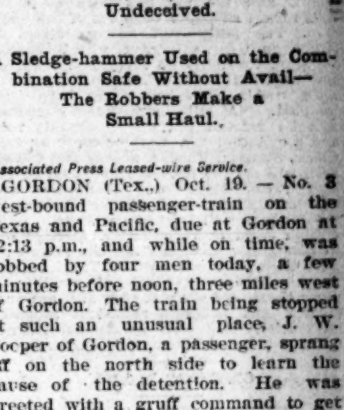 Undeceived.
Sledge-hammer Used on the Com-
bination Safe Without Avail—
The Robbers Make a
Small Haul.
ssociated Press Leased-wire Service.
GORDON (Tex.,) Oct. 19. — No. 3
est-bound passenger-train on the
exas and Pacific, due at Gordon at
2:13 p.m., and while on time, was
obbed by four men today, a few
inutes before noon, three miles west
f Gordon. The train being stopped
t such an unusual place, J. W.
ocper of Gordon, a passenger, sprang
ff on the north side to learn the
ause of the detention. He was
reeted with a gruff command to get